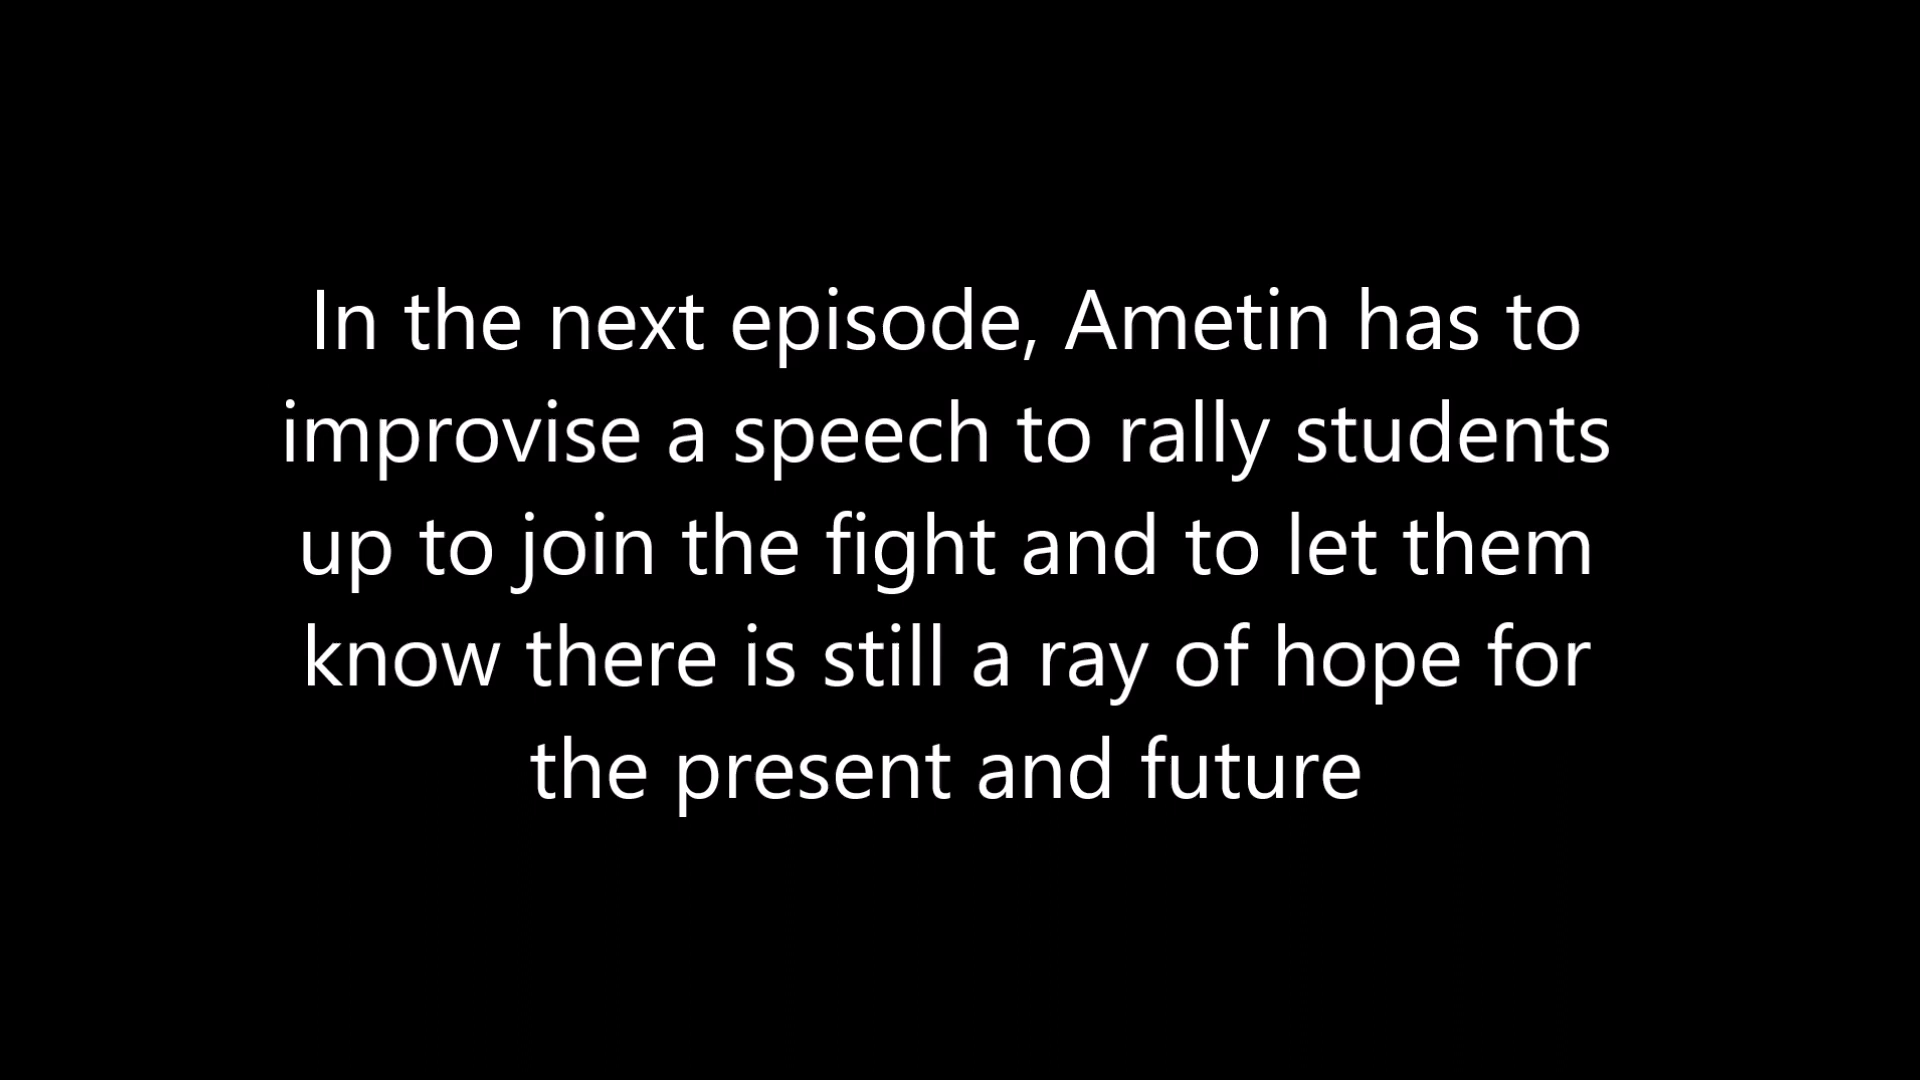 In the next episode, Ametin has to
improvise a speech to rally students
up to join the fight and to let them
know there is still a ray of hope for
the present and future